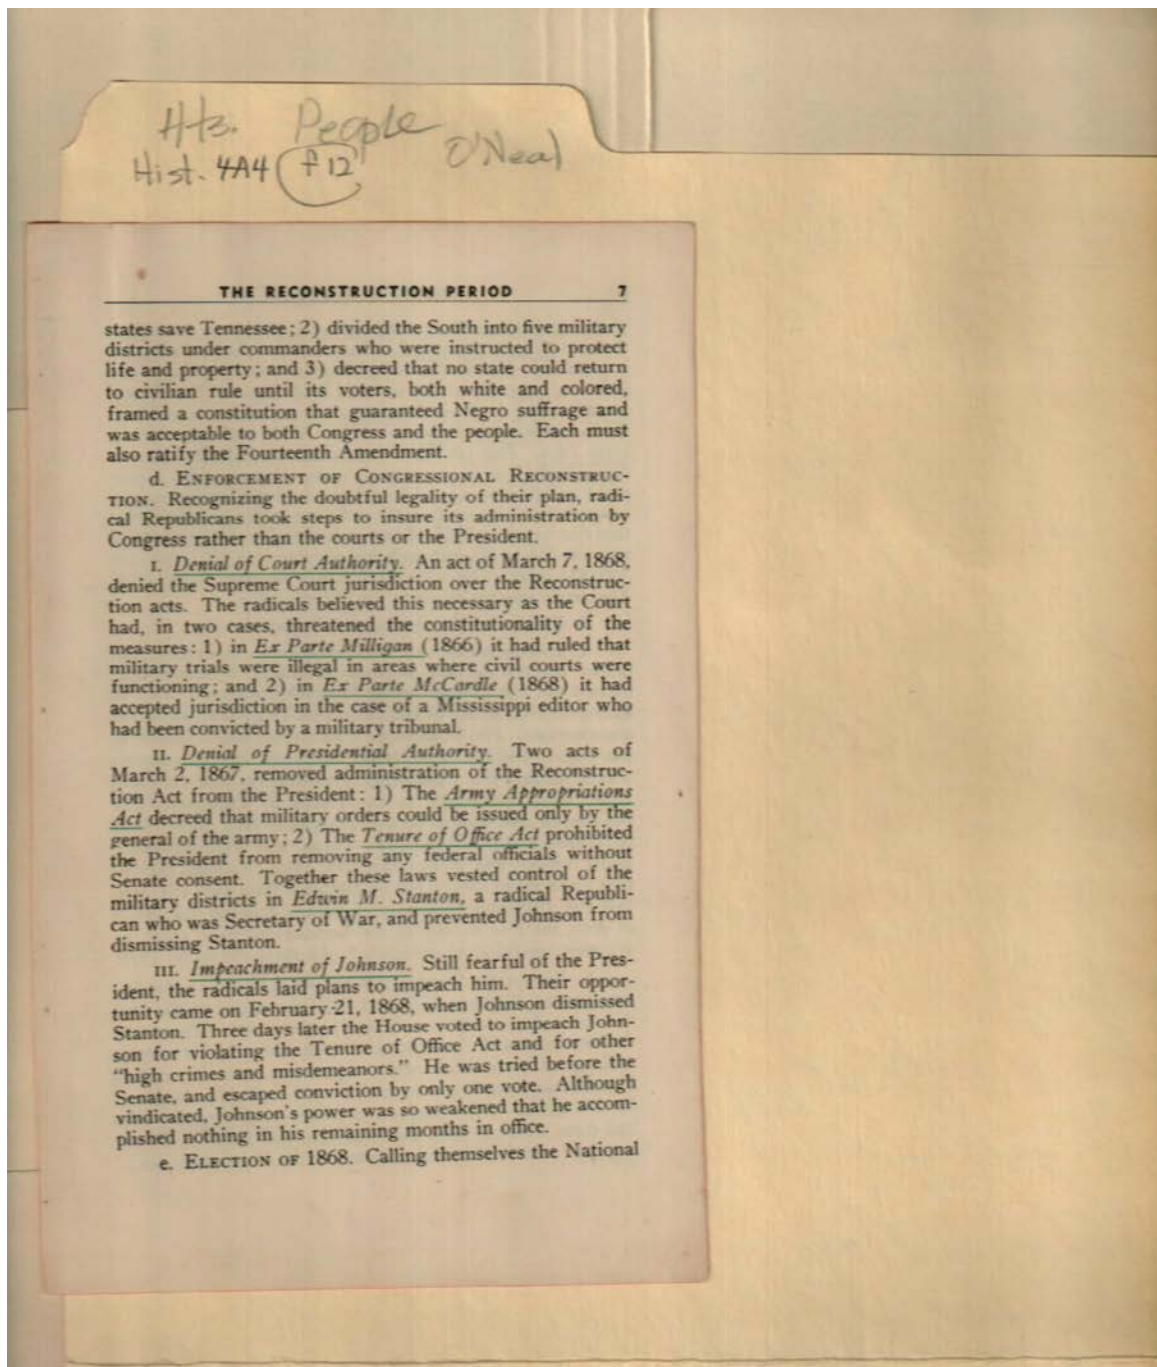 Hts. People
O'Neal
Hist. 4A4 f12
THE RECONSTRUCTION PERIOD 7
states save Tennessee; 2) divided the South into five military
districts under commanders who were instructed to protect
life and property; and 3) decreed that no state could return
to civilian rule until its voters, both white and colored,
framed a constitution that guaranteed Negro suffrage and
was acceptable to both Congress and the people. Each must
also ratify the Fourteenth Amendment.
d. ENFORCEMENT OF CONGRESSIONAL RECONSTRUC-
TION. Recognizing the doubtful legality of their plan, radi-
cal Republicans took steps to insure its administration by
Congress rather than the courts or the President.
I. Denial of Court Authority. An act of March 7, 1868,
denied the Supreme Court jurisdiction over the Reconstruc-
tion acts. The radicals believed this necessary as the Court
had, in two cases, threatened the constitutionality of the
measures: 1) in Ex Parte Milligan (1866) it had ruled that
military trials were illegal in areas where civil courts were
functioning; and 2) in Ex Parte McCardle (1868) it had
accepted jurisdiction in the case of a Mississippi editor who
had been convicted by a military tribunal.
II. Denial of Presidential Authority. Two acts of
March 2, 1867, removed administration of the Reconstruc-
tion Act from the President: 1) The Army Appropriations
Act decreed that military orders could be issued only by the
general of the army; 2) The Tenure of Office Act prohibited
the President from removing any federal officials without
Senate consent. Together these laws vested control of the
military districts in Edwin M. Stanton, a radical Republi-
can who was Secretary of War, and prevented Johnson from
dismissing Stanton.
III. Impeachment of Johnson. Still fearful of the Pres-
ident, the radicals laid plans to impeach him. Their oppor-
tunity came on February 21, 1868, when Johnson dismissed
Stanton. Three days later the House voted to impeach John-
son for violating the Tenure of Office Act and for other
"high crimes and misdemeanors." He was tried before the
Senate, and escaped conviction by only one vote. Although
vindicated, Johnson's power was so weakened that he accom-
plished nothing in his remaining months in office.
e. ELECTION OF 1868. Calling themselves the National